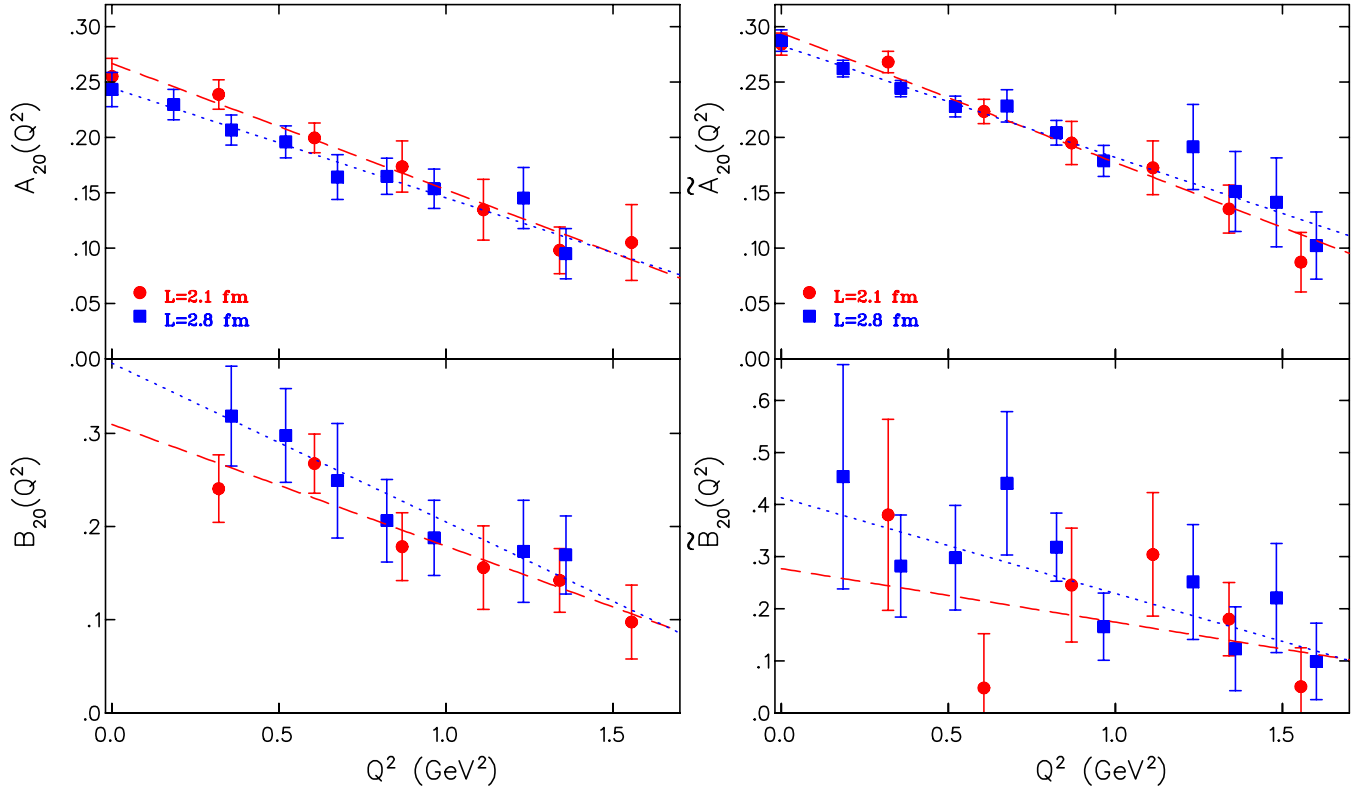 .30
.25
.20
.15
.10
.05
.00
A₂₀(Q²)
L=2.1 fm
L=2.8 fm
.30
.25
.20
.15
.10
.05
.00
Ã₂₀(Q²)
L=2.1 fm
L=2.8 fm
.3
.2
.1
.0
B₂₀(Q²)
0.0 0.5 1.0 1.5
Q² (GeV²)
.6
.5
.4
.3
.2
.1
.0
B̃₂₀(Q²)
0.0 0.5 1.0 1.5
Q² (GeV²)